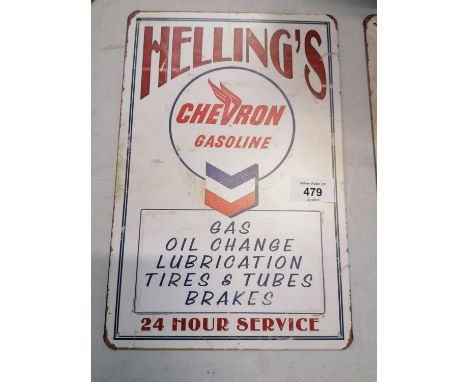 HELLING'S
CHEVRON
GASOLINE
479
GAS
OIL CHANGE
LUBRICATION
TIRES & TUBES
BRAKES
24 HOUR SERVICE